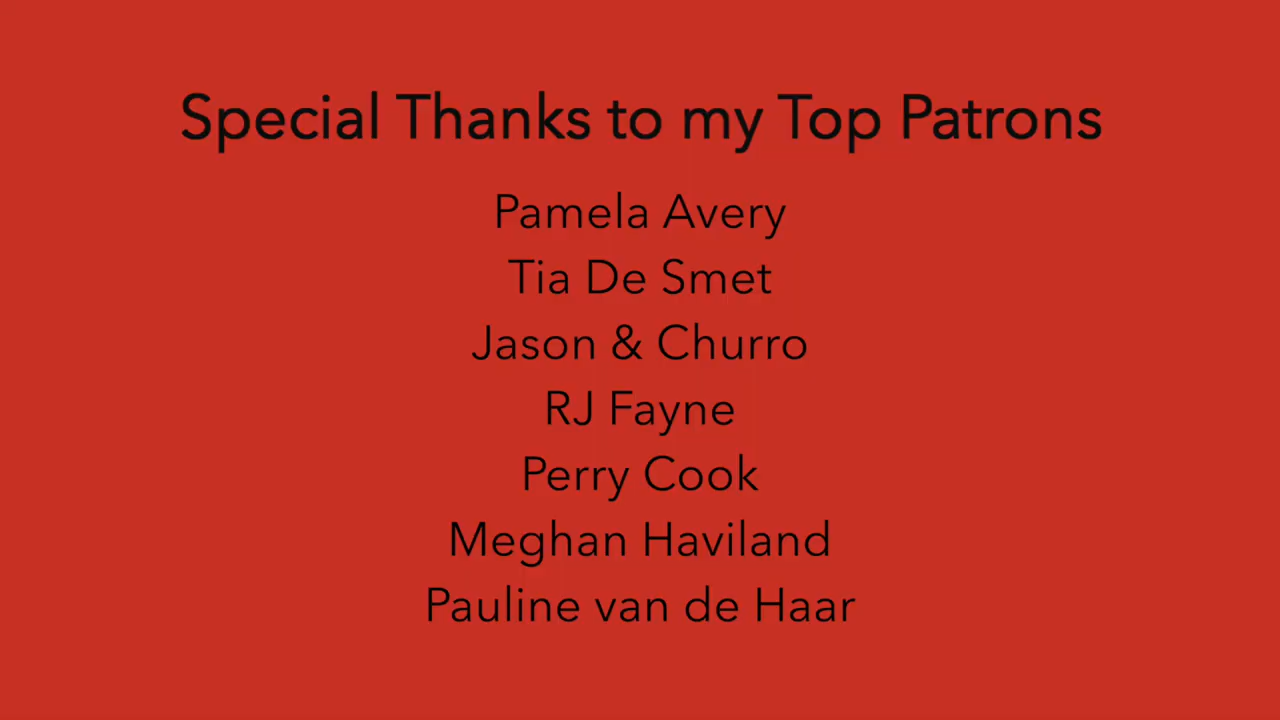 Special Thanks to my Top Patrons
Pamela Avery
Tia De Smet
Jason & Churro
RJ Fayne
Perry Cook
Meghan Haviland
Pauline van de Haar